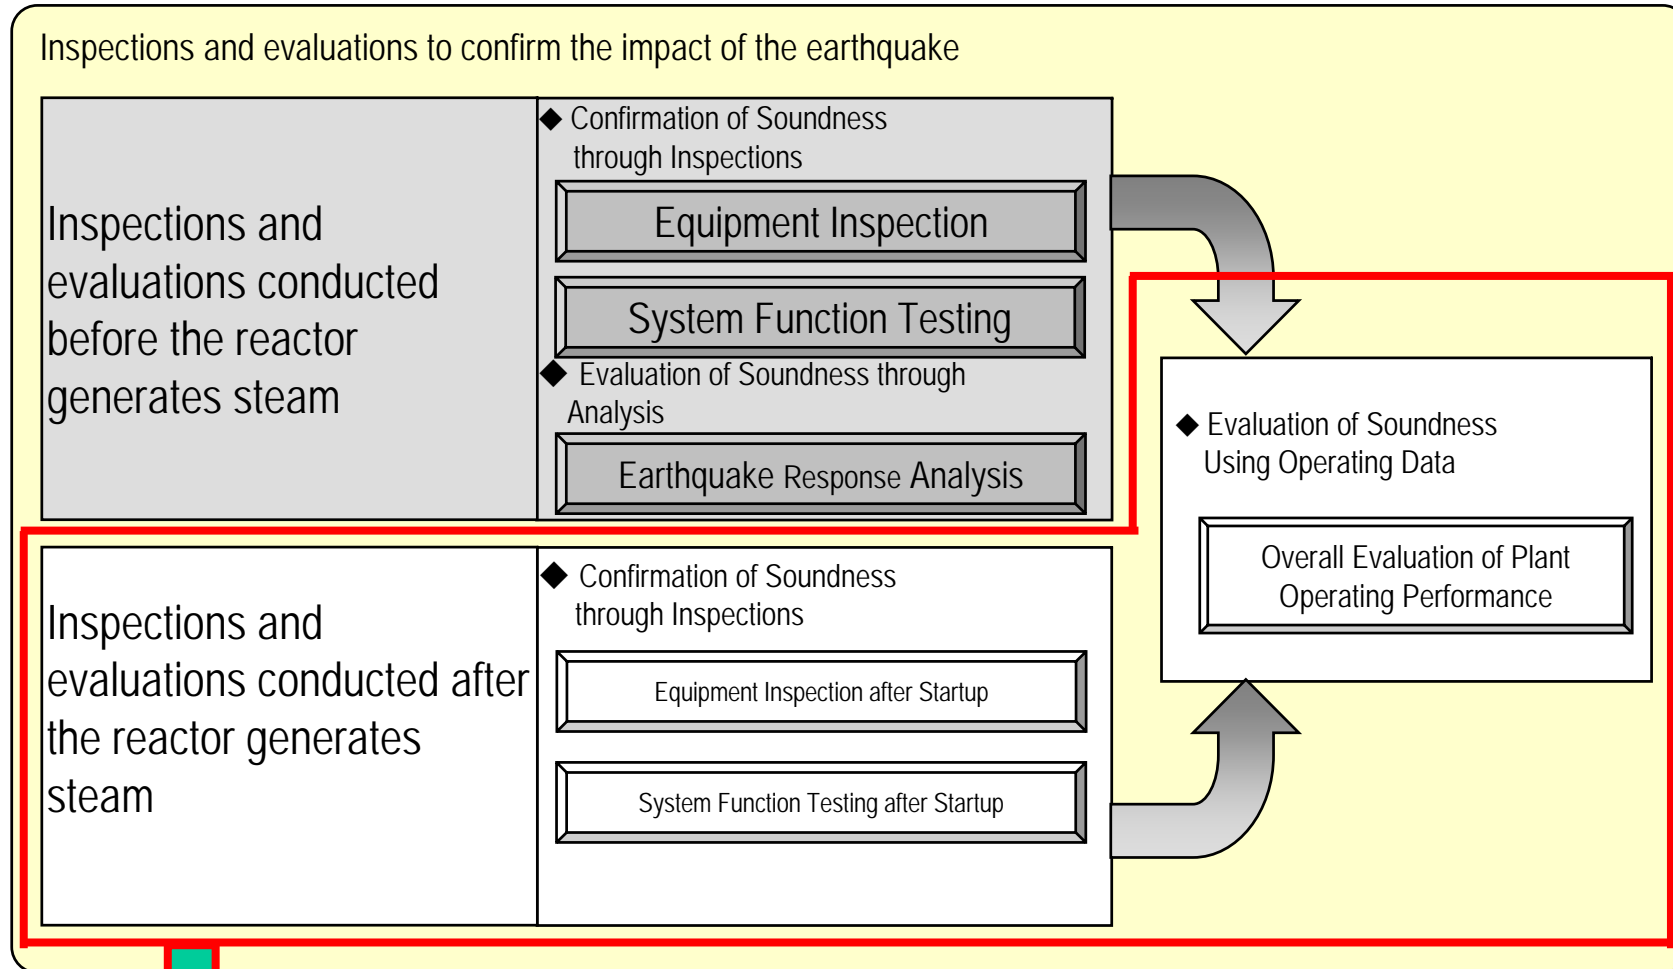 Inspections and evaluations to confirm the impact of the earthquake
Inspections and
evaluations conducted
before the reactor
generates steam
◆ Confirmation of Soundness
through Inspections
Equipment Inspection
System Function Testing
◆ Evaluation of Soundness through
Analysis
Earthquake Response Analysis
Inspections and
evaluations conducted after
the reactor generates
steam
◆ Confirmation of Soundness
through Inspections
Equipment Inspection after Startup
System Function Testing after Startup
◆ Evaluation of Soundness
Using Operating Data
Overall Evaluation of Plant
Operating Performance